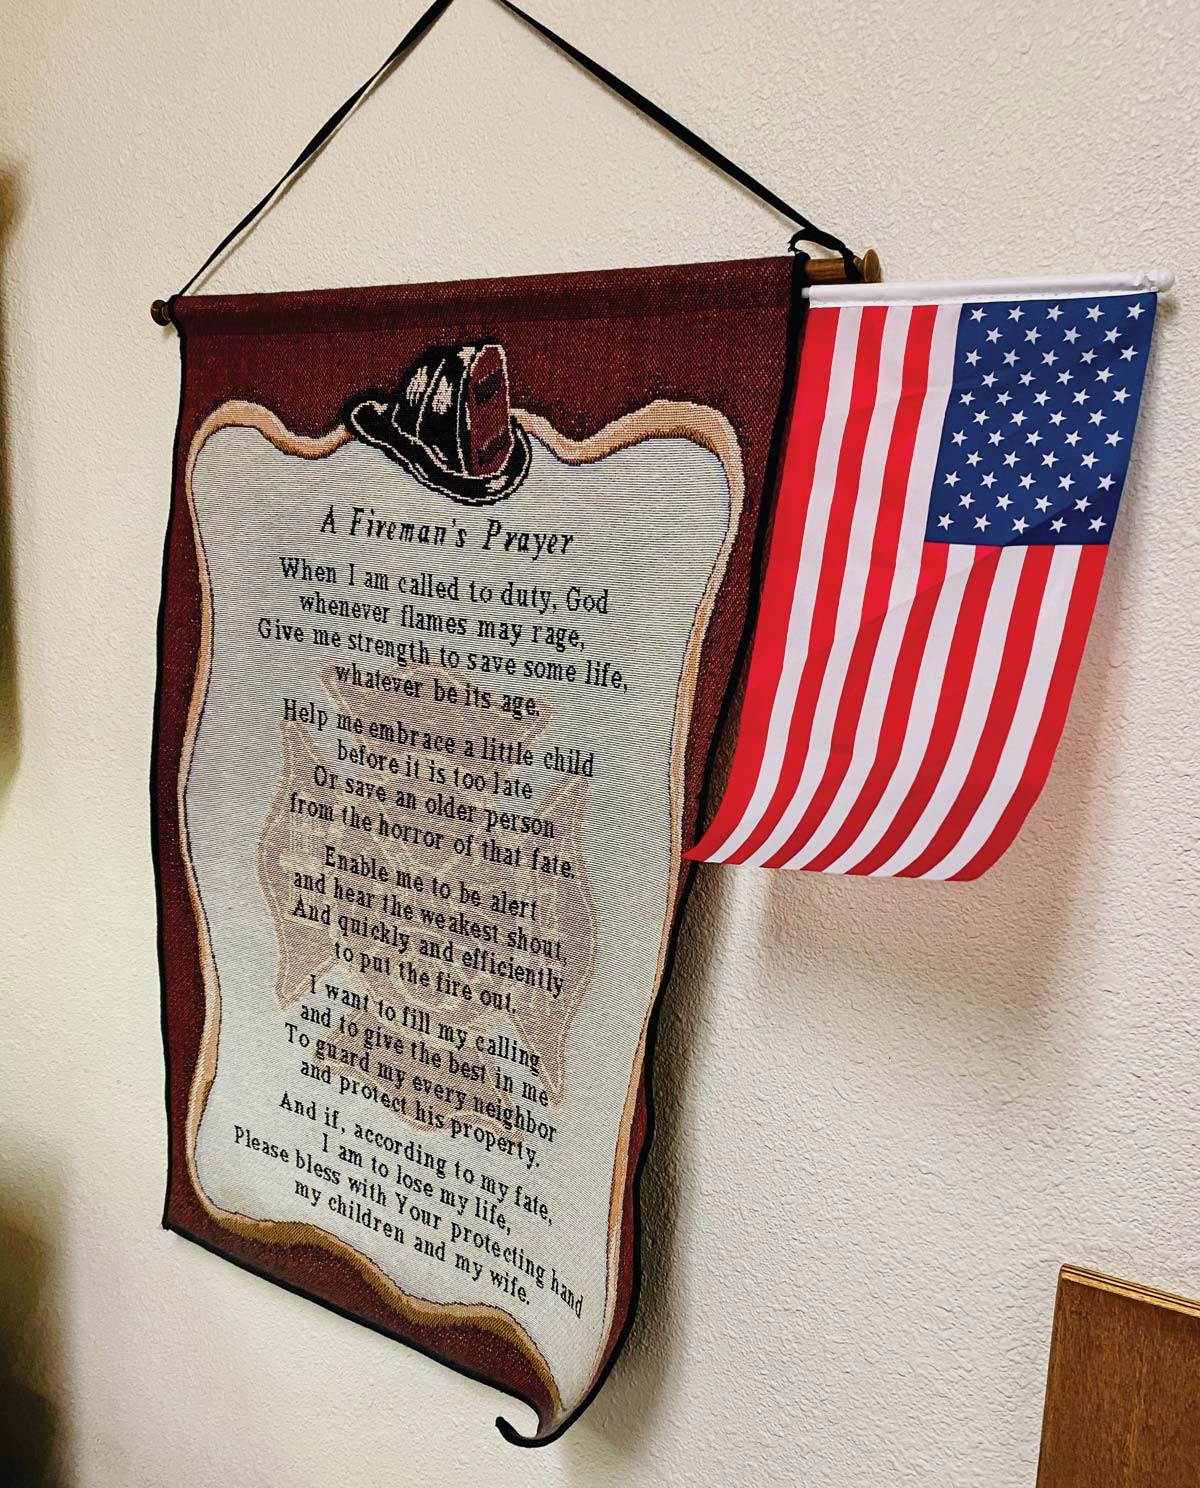 A Fireman's Prayer
When I am called to duty, God
whenever flames may rage,
Give me strength to save some life,
whatever be its age.
Help me embrace a little child
before it is too late
Or save an older person
from the horror of that fate.
Enable me to be alert
and hear the weakest shout,
And quickly and efficiently
to put the fire out.
I want to fill my calling
and to give the best in me
To guard my every neighbor
and protect his property.
And if, according to my fate,
I am to lose my life,
Please bless with Your protecting hand
my children and my wife.